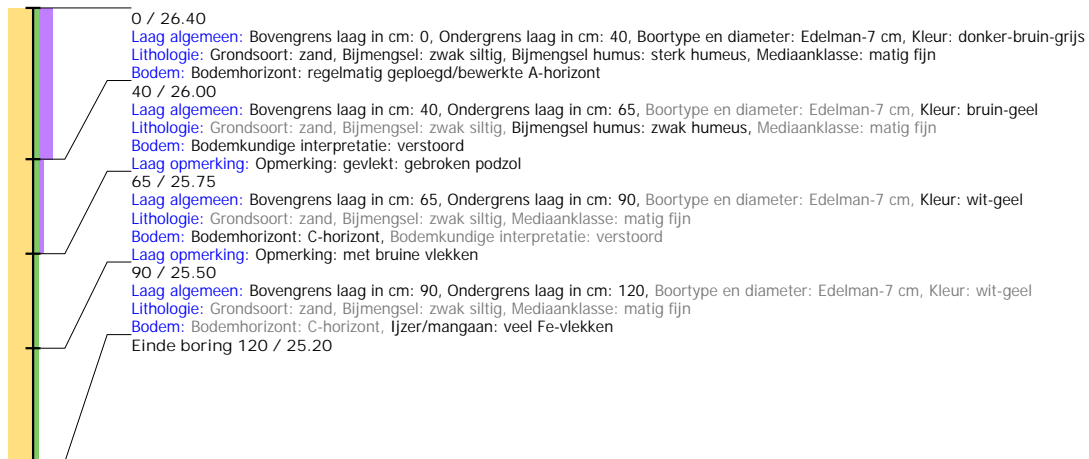 0 / 26.40
Laag algemeen: Bovengrens laag in cm: 0, Ondergrens laag in cm: 40, Boortype en diameter: Edelman-7 cm, Kleur: donker-bruin-grijs
Lithologie: Grondsoort: zand, Bijmengsel: zwak siltig, Bijmengsel humus: sterk humeus, Mediaanklasse: matig fijn
Bodem: Bodemhorizont: regelmatig geploegd/bewerkte A-horizont
40 / 26.00
Laag algemeen: Bovengrens laag in cm: 40, Ondergrens laag in cm: 65, Boortype en diameter: Edelman-7 cm, Kleur: bruin-geel
Lithologie: Grondsoort: zand, Bijmengsel: zwak siltig, Bijmengsel humus: zwak humeus, Mediaanklasse: matig fijn
Bodem: Bodemkundige interpretatie: verstoord
Laag opmerking: Opmerking: gevlekt: gebroken podzol
65 / 25.75
Laag algemeen: Bovengrens laag in cm: 65, Ondergrens laag in cm: 90, Boortype en diameter: Edelman-7 cm, Kleur: wit-geel
Lithologie: Grondsoort: zand, Bijmengsel: zwak siltig, Mediaanklasse: matig fijn
Bodem: Bodemhorizont: C-horizont, Bodemkundige interpretatie: verstoord
Laag opmerking: Opmerking: met bruine vlekken
90 / 25.50
Laag algemeen: Bovengrens laag in cm: 90, Ondergrens laag in cm: 120, Boortype en diameter: Edelman-7 cm, Kleur: wit-geel
Lithologie: Grondsoort: zand, Bijmengsel: zwak siltig, Mediaanklasse: matig fijn
Bodem: Bodemhorizont: C-horizont, Ijzer/mangaan: veel Fe-vlekken
Einde boring 120 / 25.20